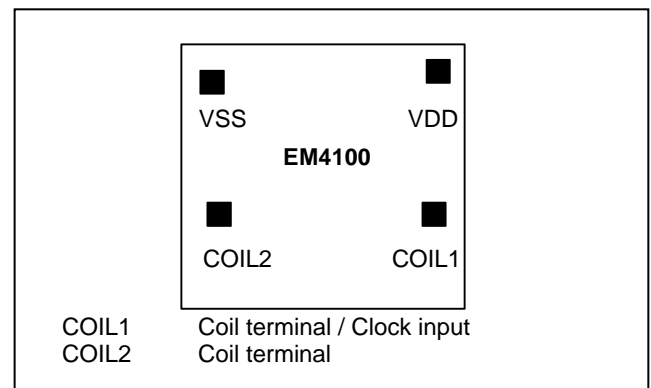 VSS VDD
EM4100
COIL2 COIL1
COIL1 Coil terminal / Clock input
COIL2 Coil terminal